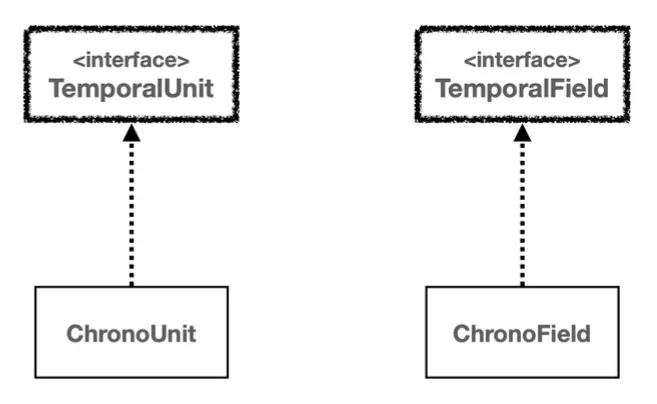 <interface>
TemporalUnit
<interface>
TemporalField
ChronoUnit
ChronoField